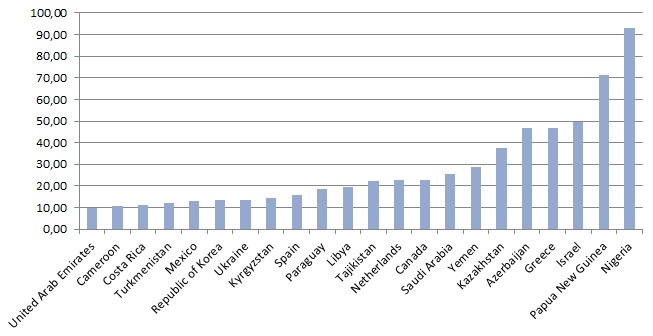 100,00
90,00
80,00
70,00
60,00
50,00
40,00
30,00
20,00
10,00
0,00
United Arab Emirates
Cameroon
Costa Rica
Turkmenistan
Mexico
Republic of Korea
Ukraine
Kyrgyzstan
Spain
Paraguay
Libya
Tajikistan
Netherlands
Canada
Saudi Arabia
Yemen
Kazakhstan
Azerbaijan
Greece
Israel
Papua New Guinea
Nigeria